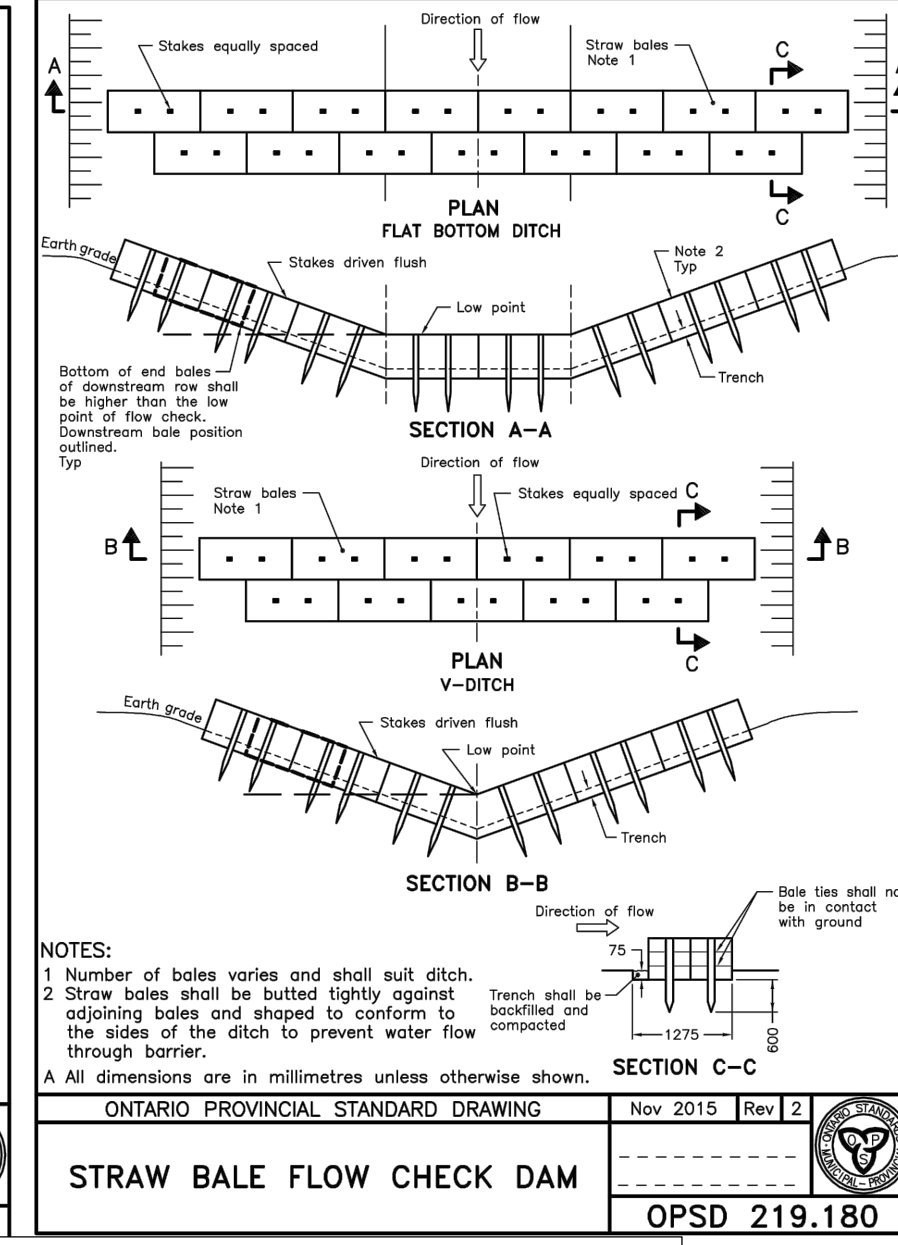 Direction of flow
Stakes equally spaced
Straw bales
Note 1
C
A
PLAN
FLAT BOTTOM DITCH
C
Earth grade
Stakes driven flush
Note 2
Typ
Low point
Trench
Bottom of end bales
of downstream row shall
be higher than the low
point of flow check.
Downstream bale position
outlined.
Typ
SECTION A-A
Direction of flow
Straw bales
Note 1
Stakes equally spaced
C
B
B
PLAN
V-DITCH
C
Earth grade
Stakes driven flush
Low point
Trench
SECTION B-B
Direction of flow
Bale ties shall no
be in contact
with ground
75
Trench shall be
backfilled and
compacted
1275
600
SECTION C-C
NOTES:
1 Number of bales varies and shall suit ditch.
2 Straw bales shall be butted tightly against
adjoining bales and shaped to conform to
the sides of the ditch to prevent water flow
through barrier.
A All dimensions are in millimetres unless otherwise shown.
ONTARIO PROVINCIAL STANDARD DRAWING
Nov 2015 Rev 2
STRAW BALE FLOW CHECK DAM
OPSD 219.180
ONTARIO STANDARDS
MUNICIPAL-PROVINCIAL
O P S